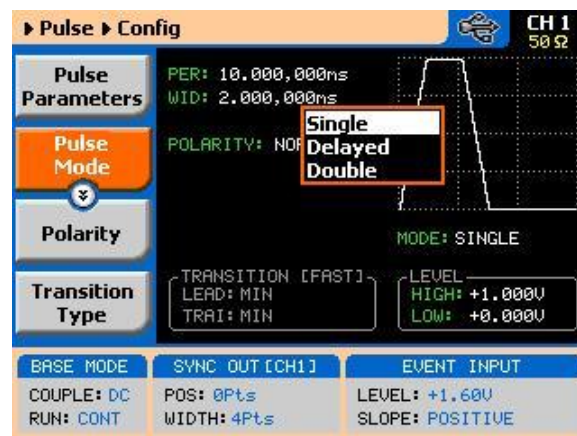 Pulse Config
CH 1
50 Ω
Pulse Parameters
Pulse Mode
Polarity
Transition Type
PER: 10.000,000ms
WID: 2.000,000ms
POLARITY: NOR
Single
Delayed
Double
MODE: SINGLE
TRANSITION [FAST]
LEAD: MIN
TRAI: MIN
LEVEL
HIGH: +1.000V
LOW: +0.000V
BASE MODE
COUPLE: DC
RUN: CONT
SYNC OUT [CH1]
POS: 0Pts
WIDTH: 4Pts
EVENT INPUT
LEVEL: +1.60V
SLOPE: POSITIVE